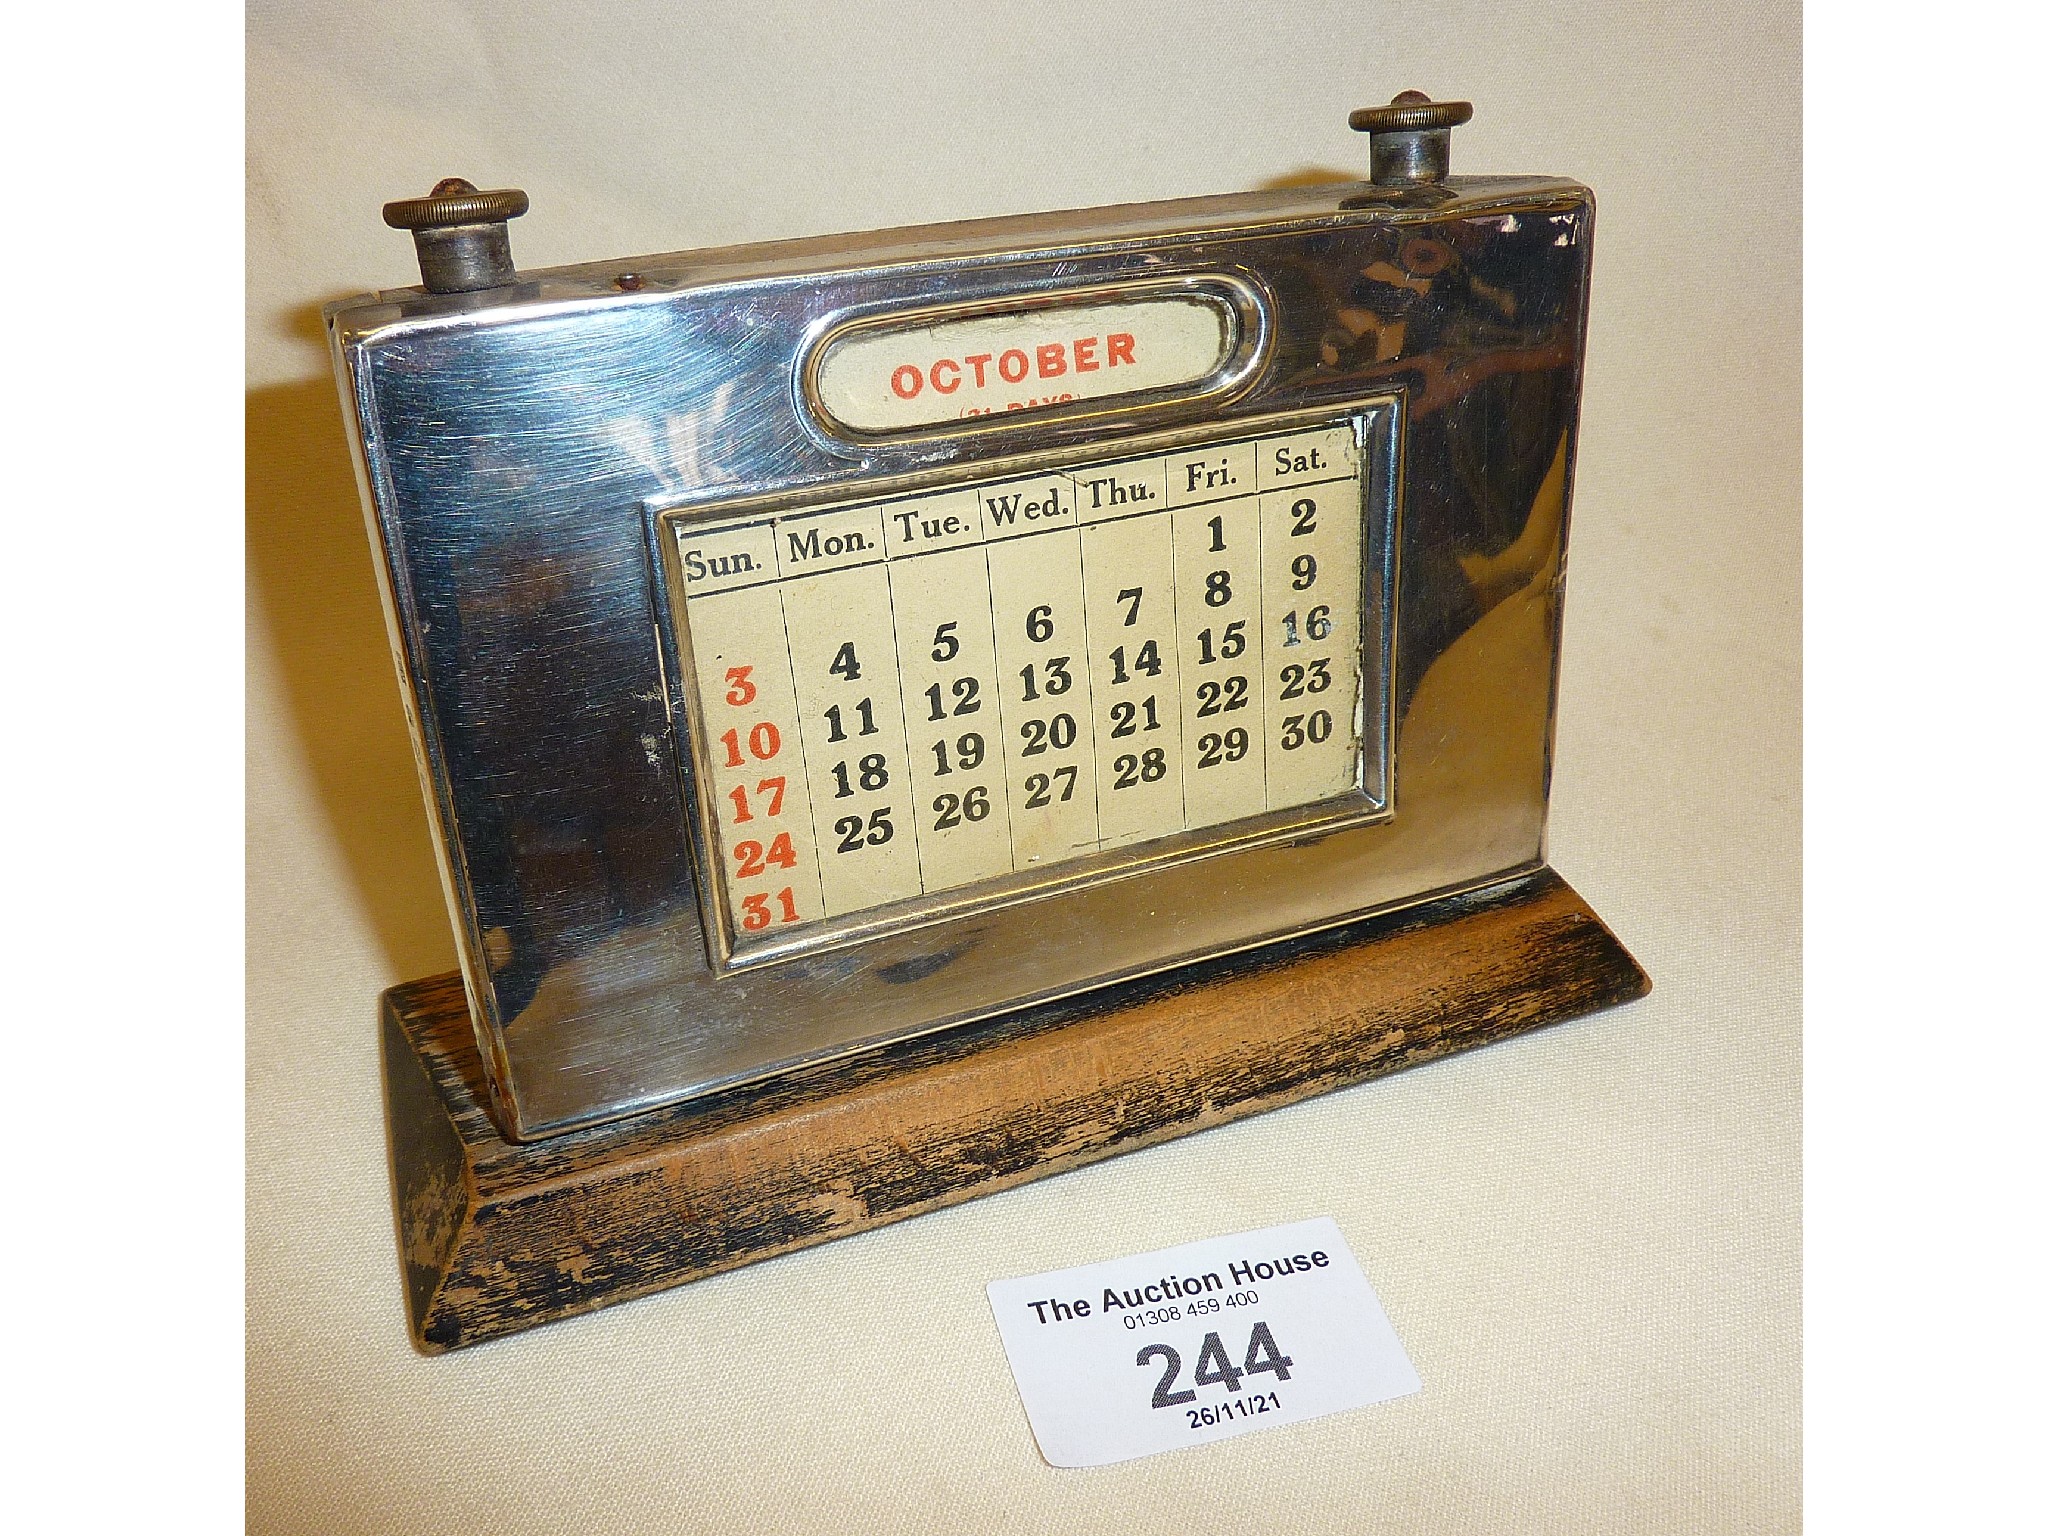 OCTOBER
(31 DAYS)
Sun. Mon. Tue. Wed. Thu. Fri. Sat.
1 2
3 4 5 6 7 8 9
10 11 12 13 14 15 16
17 18 19 20 21 22 23
24 25 26 27 28 29 30
31
The Auction House
01308 459 400
244
26/11/21